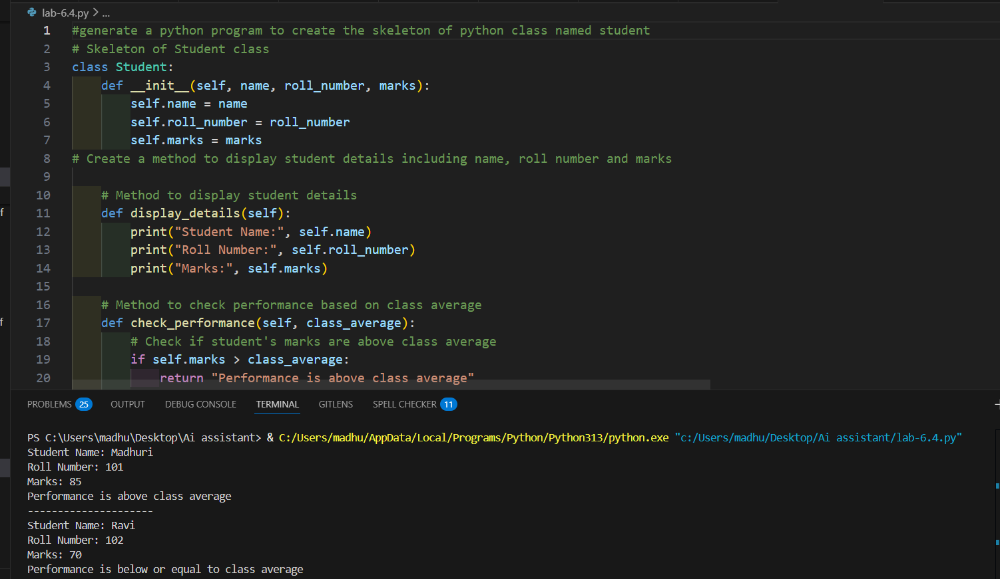 lab-6.4.py > ...
1 #generate a python program to create the skeleton of python class named student
2 # Skeleton of Student class
3 class Student:
4     def __init__(self, name, roll_number, marks):
5         self.name = name
6         self.roll_number = roll_number
7         self.marks = marks
8 # Create a method to display student details including name, roll number and marks
9
10     # Method to display student details
11     def display_details(self):
12         print("Student Name:", self.name)
13         print("Roll Number:", self.roll_number)
14         print("Marks:", self.marks)
15
16     # Method to check performance based on class average
17     def check_performance(self, class_average):
18         # Check if student's marks are above class average
19         if self.marks > class_average:
20             return "Performance is above class average"
f
f
PROBLEMS 25 OUTPUT DEBUG CONSOLE TERMINAL GITLENS SPELL CHECKER 11
PS C:\Users\madhu\Desktop\Ai assistant> & C:/Users/madhu/AppData/Local/Programs/Python/Python313/python.exe "c:/Users/madhu/Desktop/Ai assistant/lab-6.4.py"
Student Name: Madhuri
Roll Number: 101
Marks: 85
Performance is above class average
---------------------
Student Name: Ravi
Roll Number: 102
Marks: 70
Performance is below or equal to class average